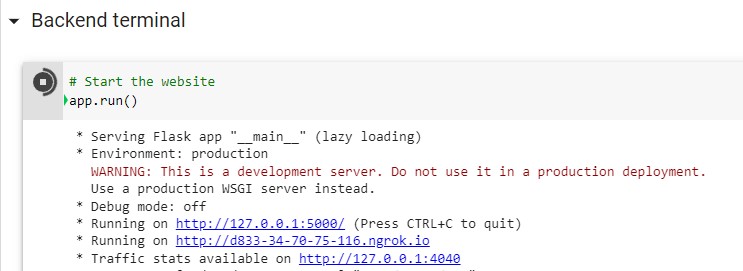 Backend terminal
# Start the website
app.run()
* Serving Flask app "__main__" (lazy loading)
* Environment: production
WARNING: This is a development server. Do not use it in a production deployment.
Use a production WSGI server instead.
* Debug mode: off
* Running on http://127.0.0.1:5000/ (Press CTRL+C to quit)
* Running on http://d833-34-70-75-116.ngrok.io
* Traffic stats available on http://127.0.0.1:4040